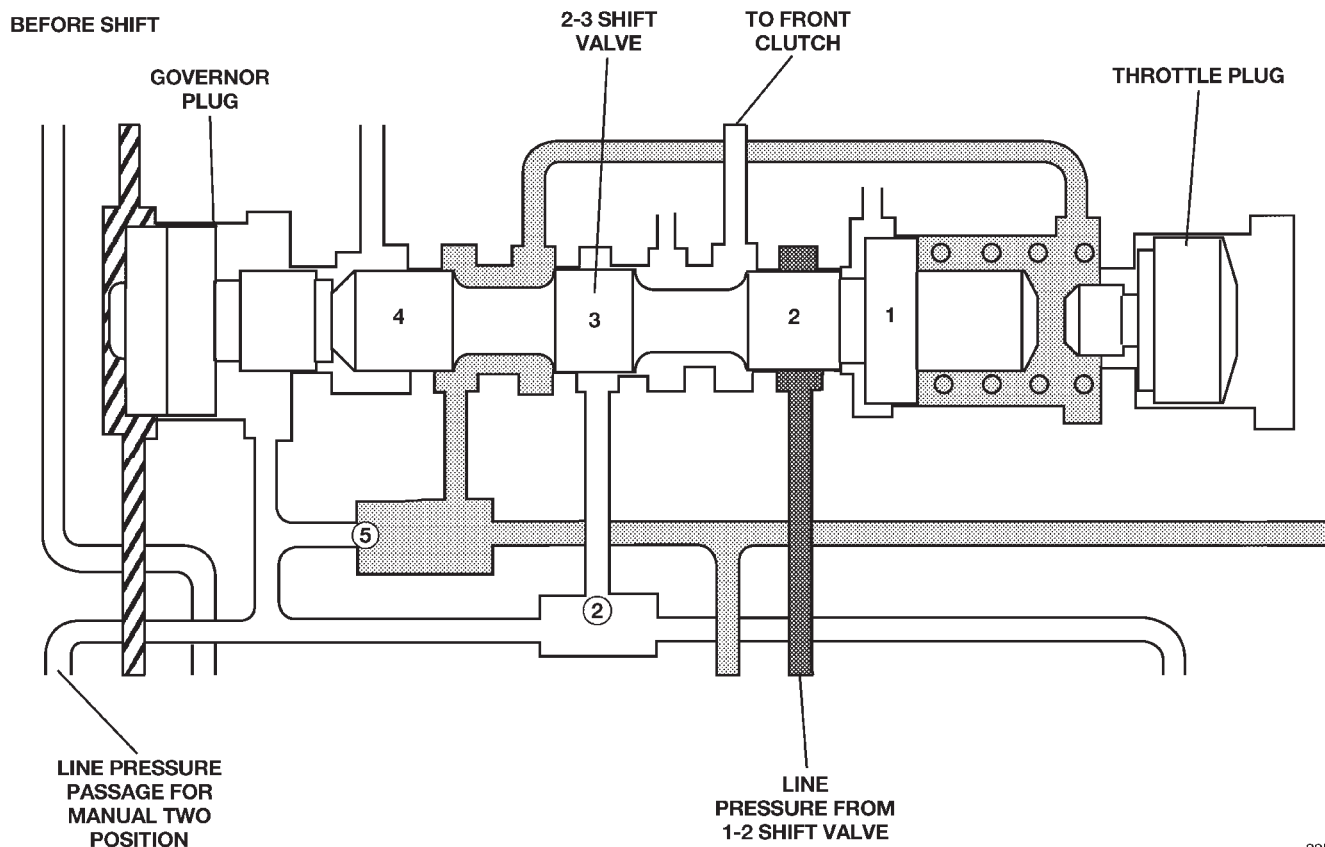 BEFORE SHIFT
2-3 SHIFT
VALVE
TO FRONT
CLUTCH
GOVERNOR
PLUG
THROTTLE PLUG
4
3
2
1
5
2
LINE PRESSURE
PASSAGE FOR
MANUAL TWO
POSITION
LINE
PRESSURE FROM
1-2 SHIFT VALVE